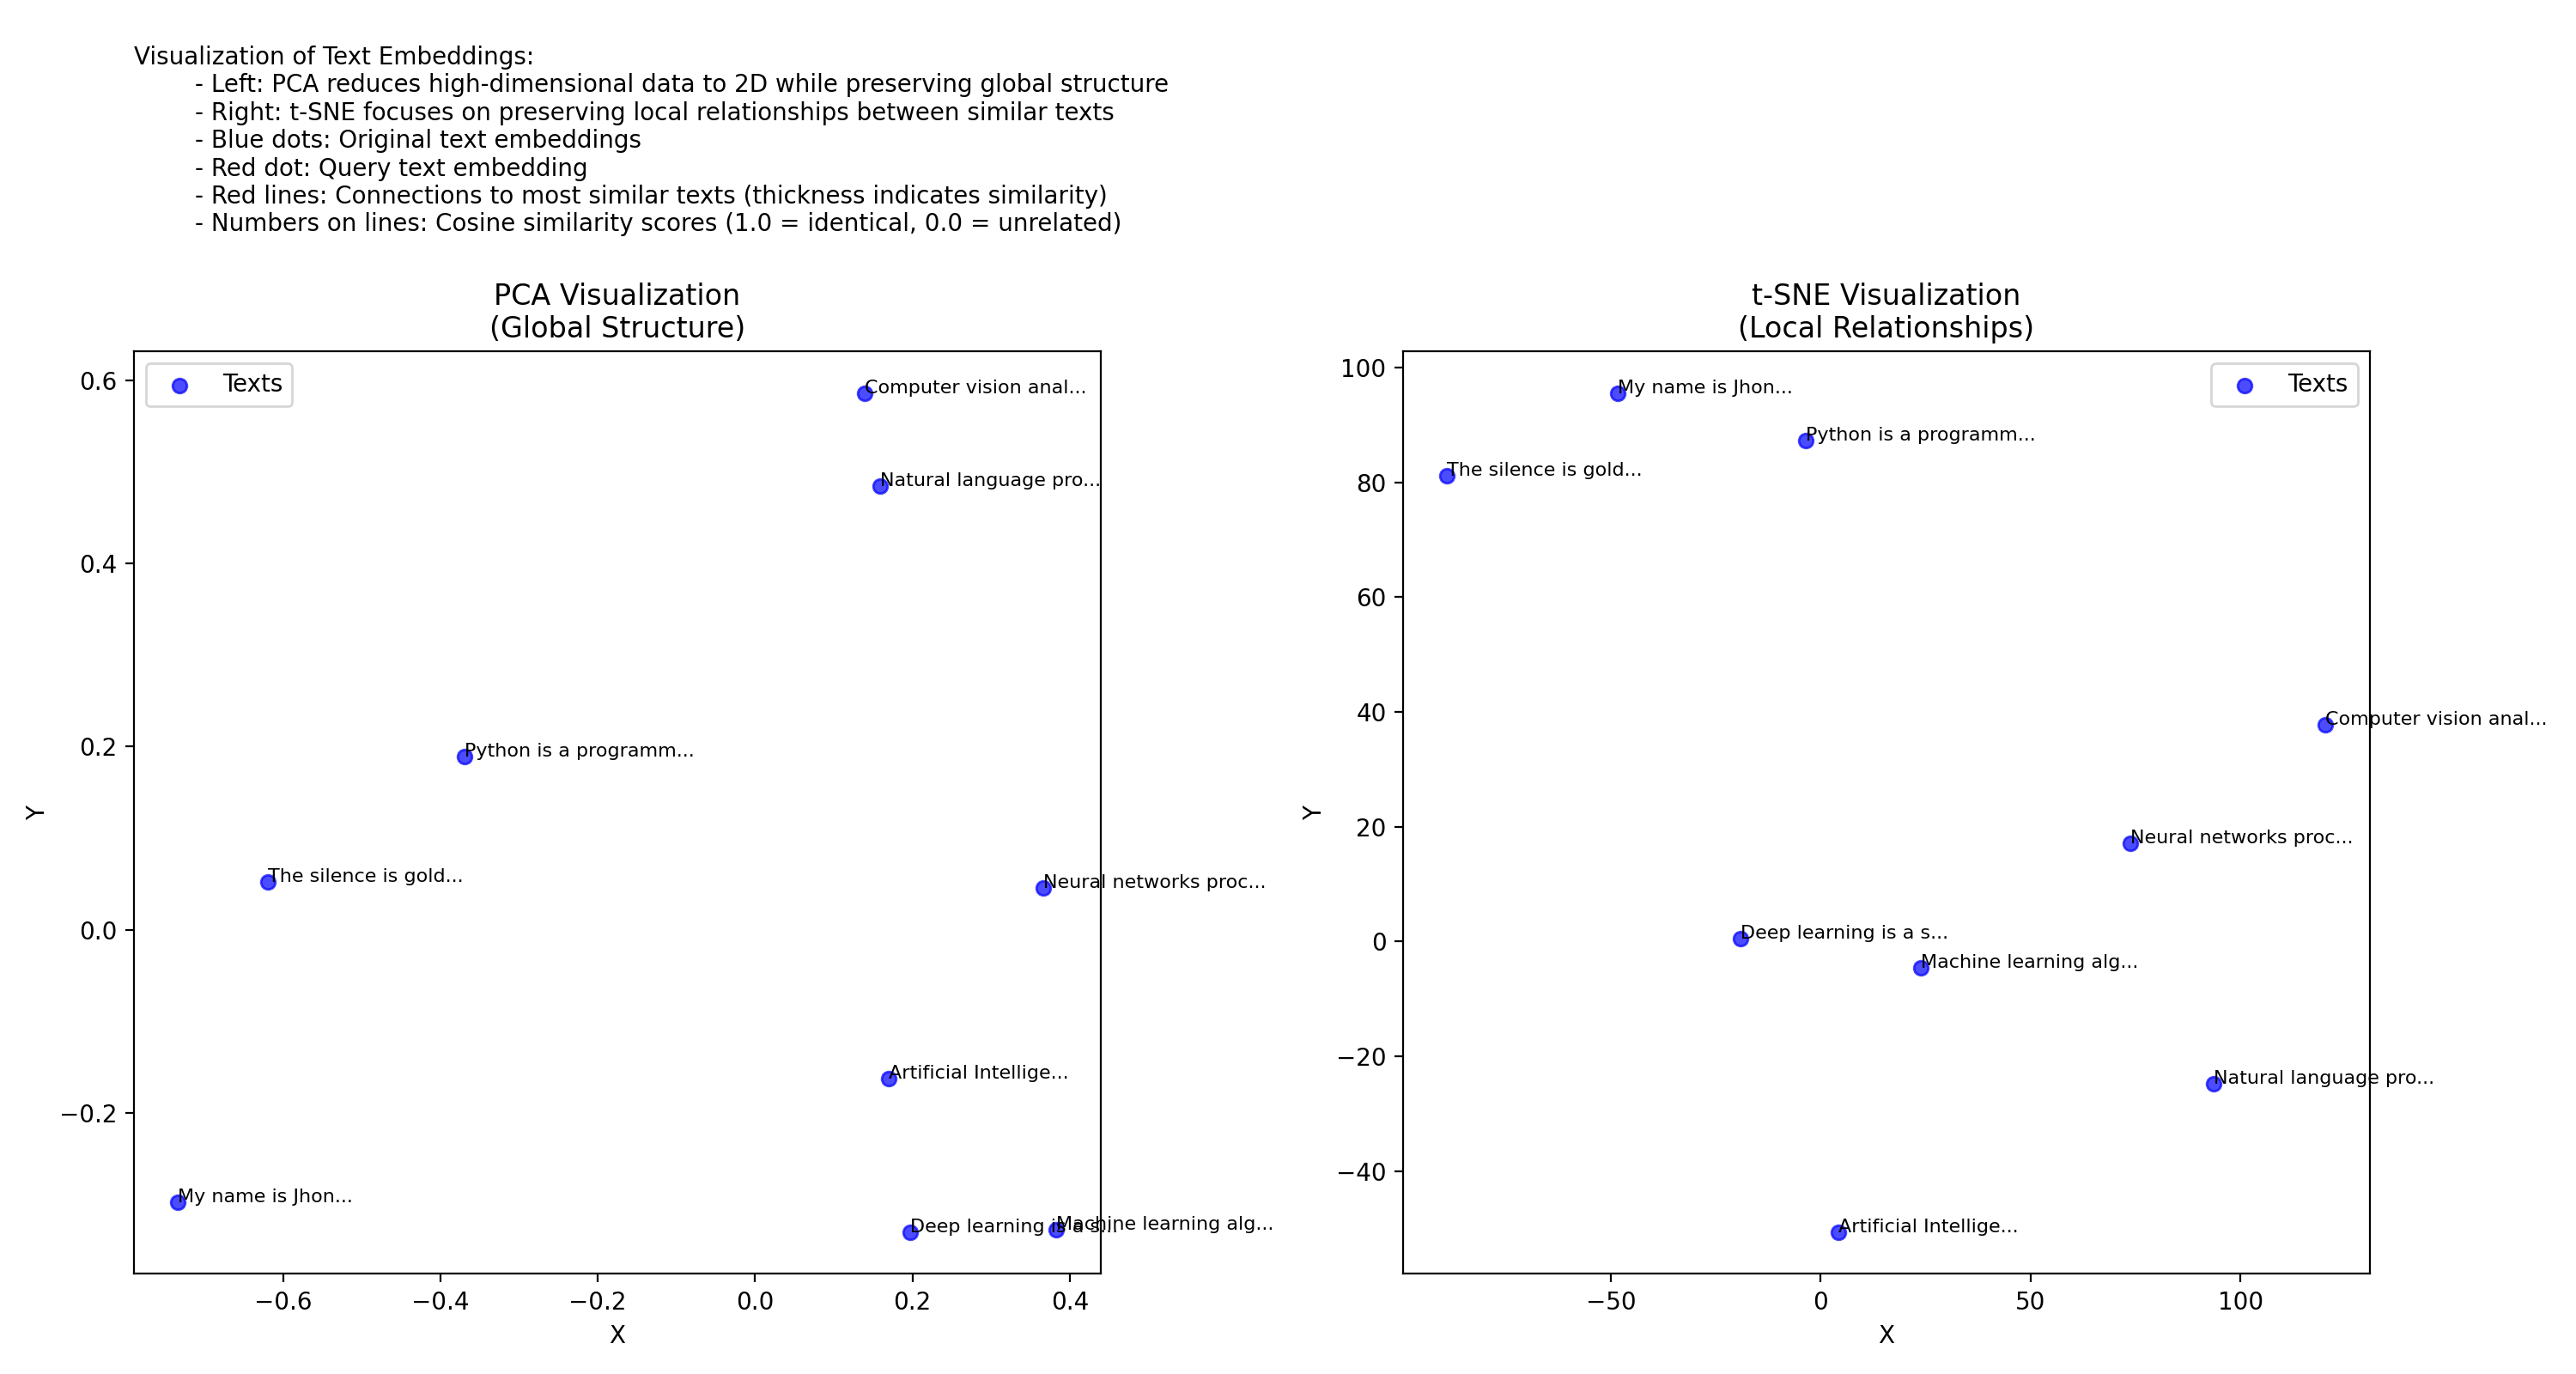 Visualization of Text Embeddings:
- Left: PCA reduces high-dimensional data to 2D while preserving global structure
- Right: t-SNE focuses on preserving local relationships between similar texts
- Blue dots: Original text embeddings
- Red dot: Query text embedding
- Red lines: Connections to most similar texts (thickness indicates similarity)
- Numbers on lines: Cosine similarity scores (1.0 = identical, 0.0 = unrelated)
PCA Visualization
(Global Structure)
Texts
Computer vision anal...
Natural language pro...
Python is a programm...
The silence is gold...
Neural networks proc...
Artificial Intellige...
My name is Jhon...
Deep learning is a s...
Machine learning alg...
0.6
0.4
0.2
0.0
−0.2
Y
−0.6
−0.4
−0.2
0.0
0.2
0.4
X
t-SNE Visualization
(Local Relationships)
Texts
My name is Jhon...
Python is a programm...
The silence is gold...
Computer vision anal...
Neural networks proc...
Deep learning is a s...
Machine learning alg...
Natural language pro...
Artificial Intellige...
100
80
60
40
20
0
−20
−40
Y
−50
0
50
100
X